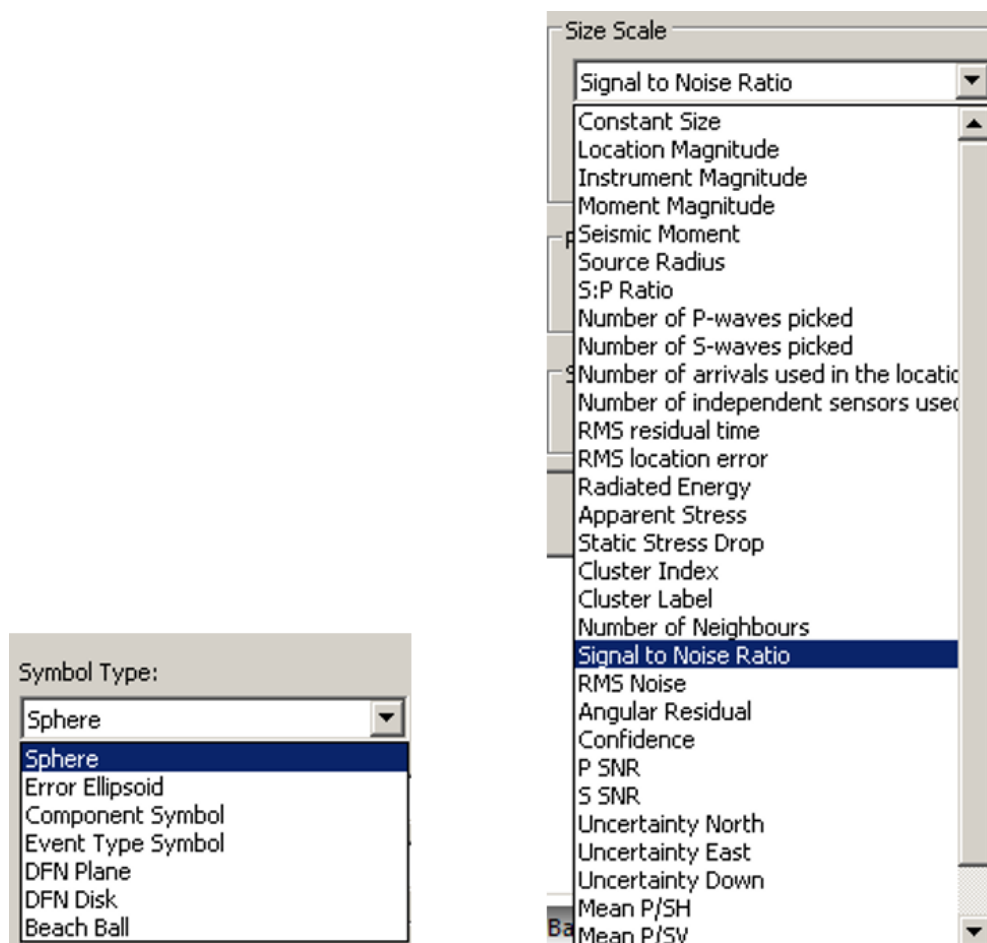 Symbol Type:
Sphere
Sphere
Error Ellipsoid
Component Symbol
Event Type Symbol
DFN Plane
DFN Disk
Beach Ball
Size Scale
Signal to Noise Ratio
Constant Size
Location Magnitude
Instrument Magnitude
Moment Magnitude
Seismic Moment
Source Radius
S:P Ratio
Number of P-waves picked
Number of S-waves picked
Number of arrivals used in the locatio
Number of independent sensors used
RMS residual time
RMS location error
Radiated Energy
Apparent Stress
Static Stress Drop
Cluster Index
Cluster Label
Number of Neighbours
Signal to Noise Ratio
RMS Noise
Angular Residual
Confidence
P SNR
S SNR
Uncertainty North
Uncertainty East
Uncertainty Down
Mean P/SH
Ba
Mean P/SV